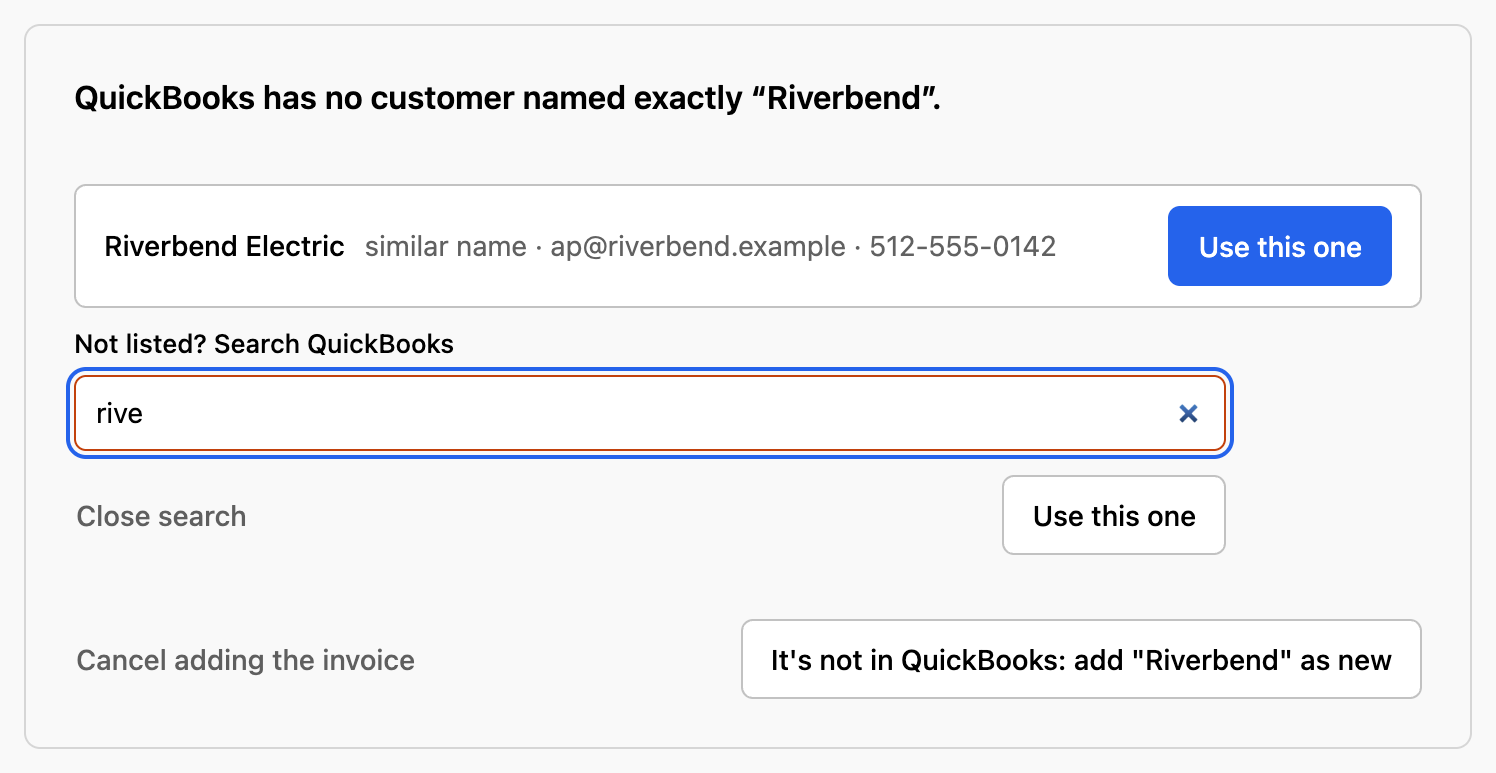 QuickBooks has no customer named exactly “Riverbend”.
Riverbend Electric similar name · ap@riverbend.example · 512-555-0142 Use this one
Not listed? Search QuickBooks
rive
Close search Use this one
Cancel adding the invoice It's not in QuickBooks: add "Riverbend" as new